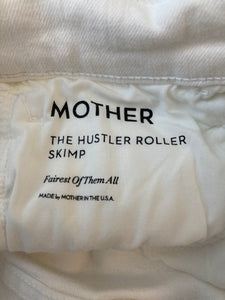 MOTHER
THE HUSTLER ROLLER
SKIMP
Fairest Of Them All
MADE by MOTHER IN THE U.S.A.